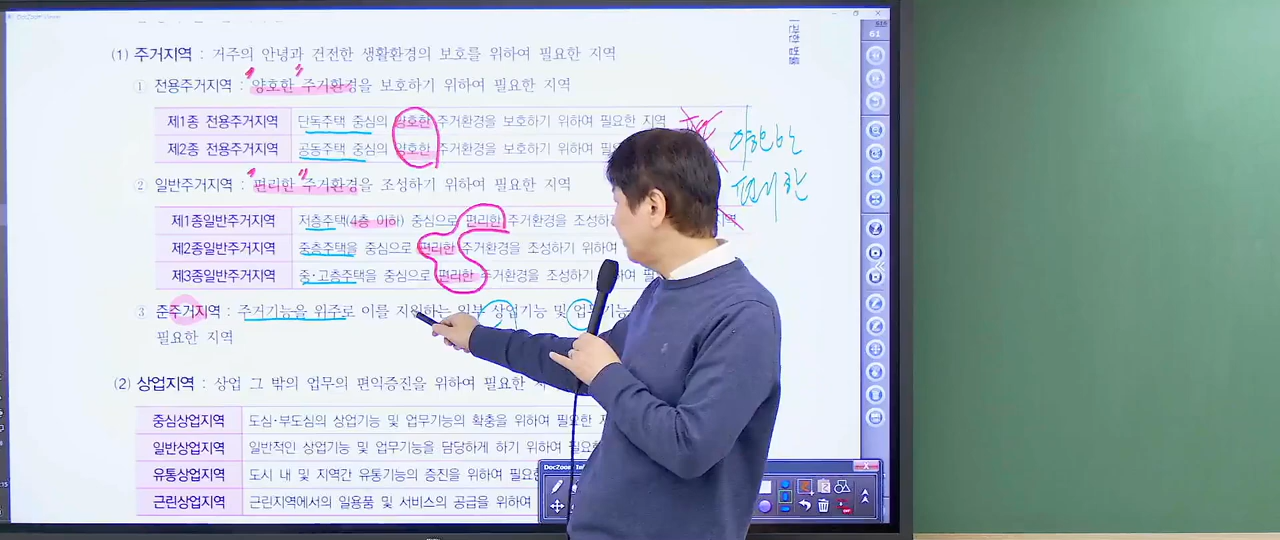 DocZoom Viewer
61
관한 법률
(1) 주거지역 : 거주의 안녕과 건전한 생활환경의 보호를 위하여 필요한 지역
① 전용주거지역 : "양호한" 주거환경을 보호하기 위하여 필요한 지역
제1종 전용주거지역 단독주택 중심의 양호한 주거환경을 보호하기 위하여 필요한 지역
제2종 전용주거지역 공동주택 중심의 양호한 주거환경을 보호하기 위하여
양호한
편리한
② 일반주거지역 : "편리한" 주거환경을 조성하기 위하여 필요한 지역
제1종일반주거지역 저층주택(4층 이하) 중심으로 편리한 주거환경을
제2종일반주거지역 중층주택을 중심으로 편리한 주거환경을 조성하기 위하여
제3종일반주거지역 중·고층주택을 중심으로 편리한 주거환경을 조성하기 위하여
③ 준주거지역 : 주거기능을 위주로 이를 지원하는 일부 상업기능 및 업무기능
필요한 지역
(2) 상업지역 : 상업 그 밖의 업무의 편익증진을 위하여 필요한
중심상업지역 도심·부도심의 상업기능 및 업무기능의 확충을 위하여 필요한
일반상업지역 일반적인 상업기능 및 업무기능을 담당하게 하기 위하여
유통상업지역 도시 내 및 지역간 유통기능의 증진을 위하여
근린상업지역 근린지역에서의 일용품 및 서비스의 공급을 위하여
DocZoom